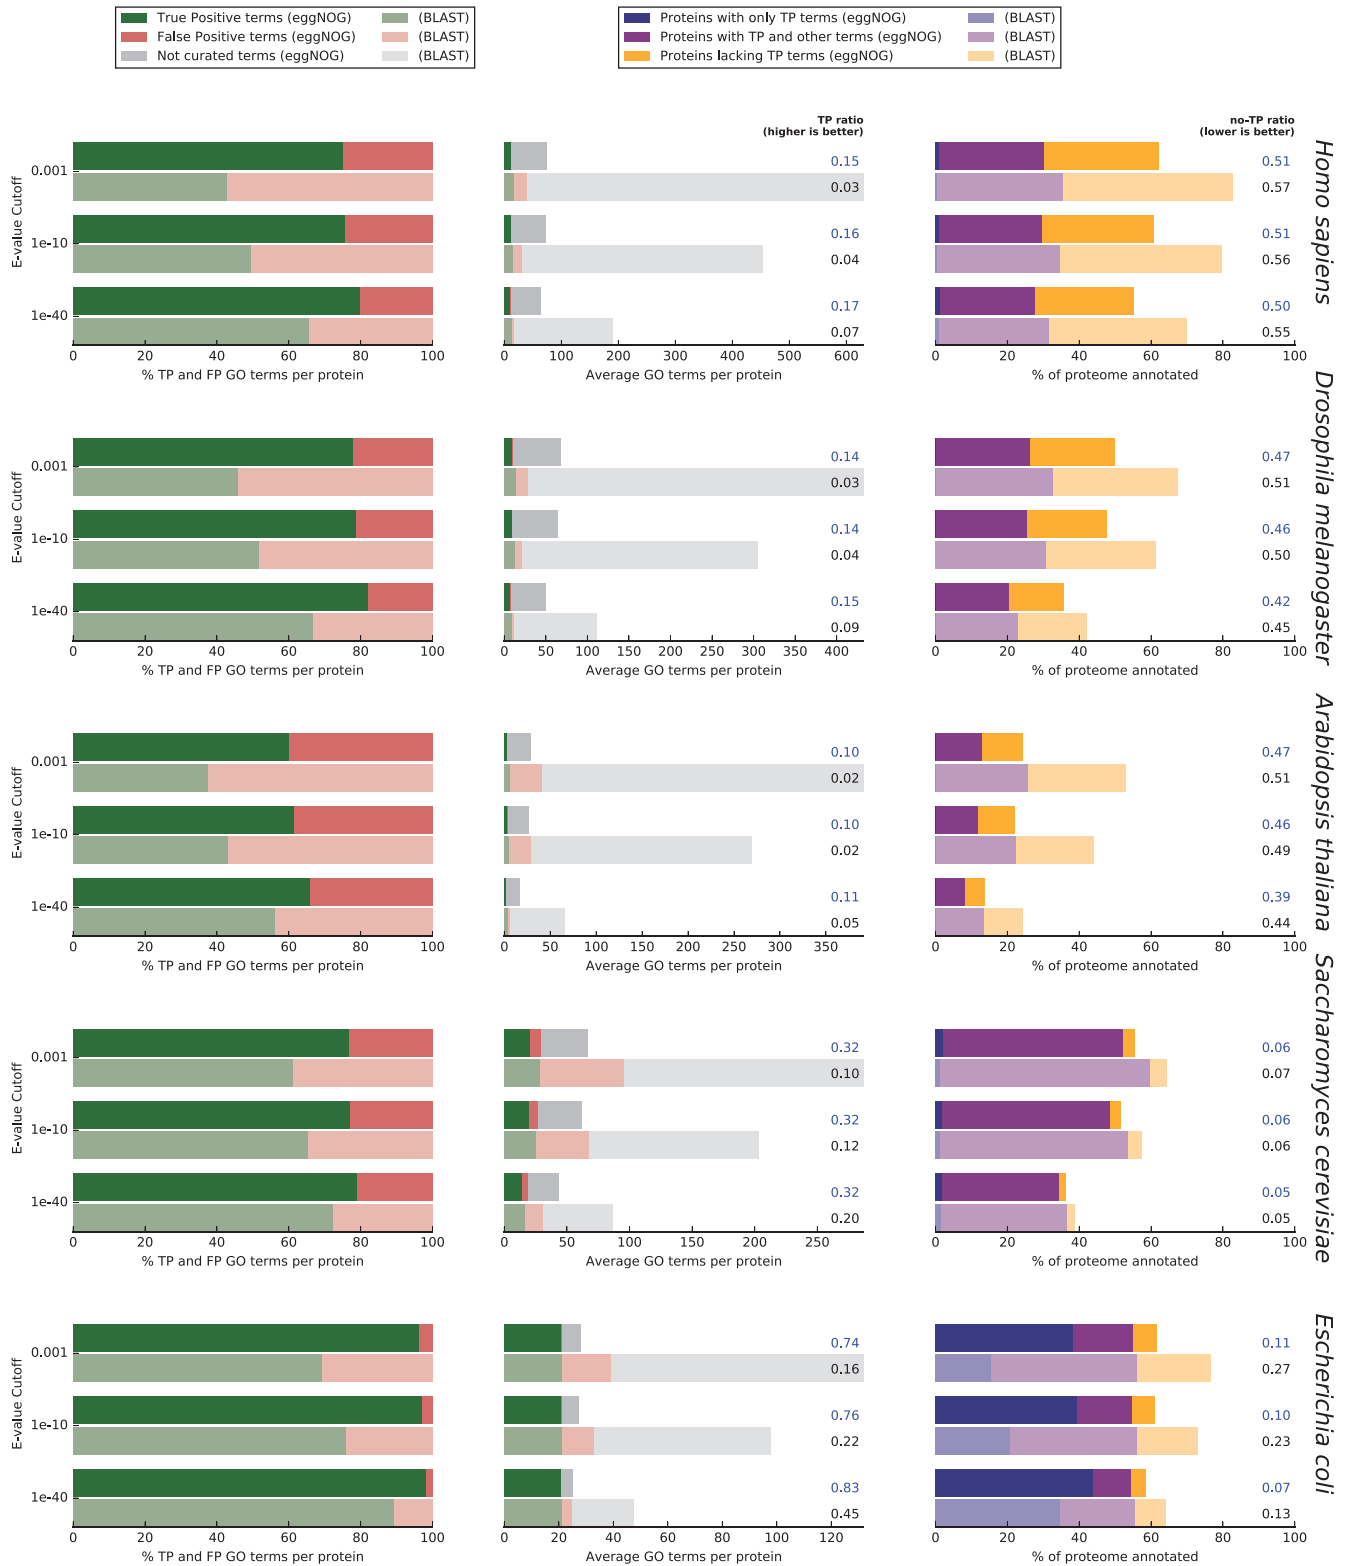 True Positive terms (eggNOG) (BLAST)
False Positive terms (eggNOG) (BLAST)
Not curated terms (eggNOG) (BLAST)
Proteins with only TP terms (eggNOG) (BLAST)
Proteins with TP and other terms (eggNOG) (BLAST)
Proteins lacking TP terms (eggNOG) (BLAST)
TP ratio
(higher is better)
no-TP ratio
(lower is better)
Homo sapiens
E-value Cutoff
0.001
1e-10
1e-40
0 20 40 60 80 100
% TP and FP GO terms per protein
0.15
0.03
0.16
0.04
0.17
0.07
0 100 200 300 400 500 600
Average GO terms per protein
0.51
0.57
0.51
0.56
0.50
0.55
0 20 40 60 80 100
% of proteome annotated
Drosophila melanogaster
E-value Cutoff
0.001
1e-10
1e-40
0 20 40 60 80 100
% TP and FP GO terms per protein
0.14
0.03
0.14
0.04
0.15
0.09
0 50 100 150 200 250 300 350 400
Average GO terms per protein
0.47
0.51
0.46
0.50
0.42
0.45
0 20 40 60 80 100
% of proteome annotated
Arabidopsis thaliana
E-value Cutoff
0.001
1e-10
1e-40
0 20 40 60 80 100
% TP and FP GO terms per protein
0.10
0.02
0.10
0.02
0.11
0.05
0 50 100 150 200 250 300 350
Average GO terms per protein
0.47
0.51
0.46
0.49
0.39
0.44
0 20 40 60 80 100
% of proteome annotated
Saccharomyces cerevisiae
E-value Cutoff
0.001
1e-10
1e-40
0 20 40 60 80 100
% TP and FP GO terms per protein
0.32
0.10
0.32
0.12
0.32
0.20
0 50 100 150 200 250
Average GO terms per protein
0.06
0.07
0.06
0.06
0.05
0.05
0 20 40 60 80 100
% of proteome annotated
Escherichia coli
E-value Cutoff
0.001
1e-10
1e-40
0 20 40 60 80 100
% TP and FP GO terms per protein
0.74
0.16
0.76
0.22
0.83
0.45
0 20 40 60 80 100 120
Average GO terms per protein
0.11
0.27
0.10
0.23
0.07
0.13
0 20 40 60 80 100
% of proteome annotated